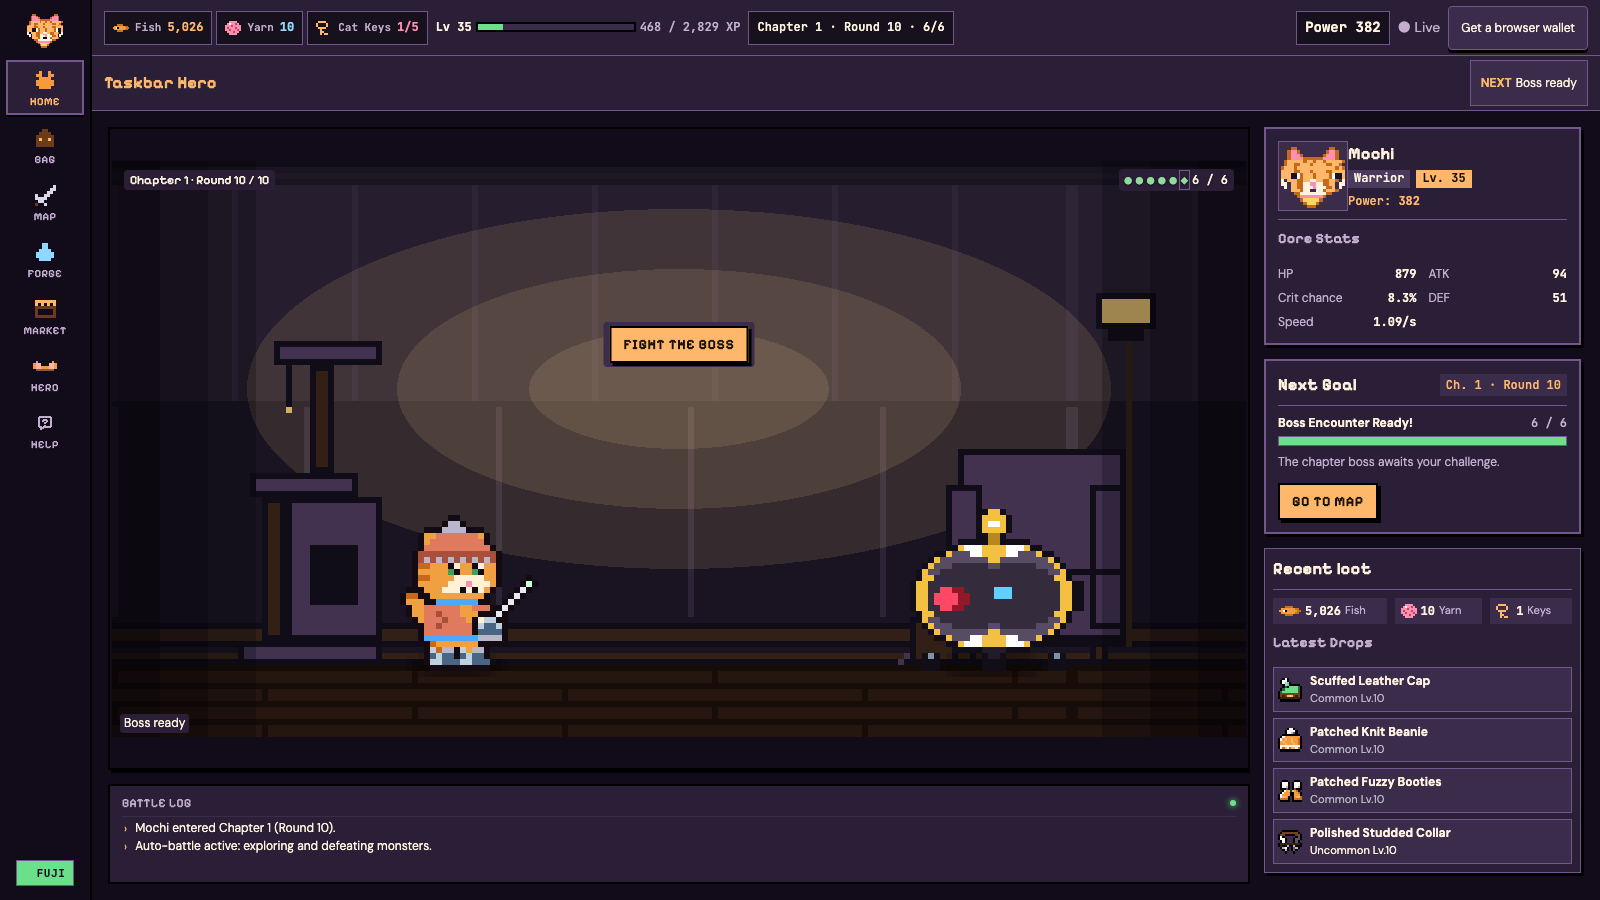 Fish 5,026
Yarn 10
Cat Keys 1/5
Lv 35
468 / 2,829 XP
Chapter 1 · Round 10 · 6/6
Power 382
Live
Get a browser wallet
HOME
BAG
MAP
FORGE
MARKET
HERO
HELP
FUJI
Taskbar Hero
NEXT Boss ready
Chapter 1 · Round 10 / 10
6 / 6
FIGHT THE BOSS
Boss ready
BATTLE LOG
› Mochi entered Chapter 1 (Round 10).
› Auto-battle active: exploring and defeating monsters.
Mochi
Warrior Lv. 35
Power: 382
Core Stats
HP 879 ATK 94
Crit chance 8.3% DEF 51
Speed 1.09/s
Next Goal Ch. 1 · Round 10
Boss Encounter Ready! 6 / 6
The chapter boss awaits your challenge.
GO TO MAP
Recent loot
5,026 Fish 10 Yarn 1 Keys
Latest Drops
Scuffed Leather Cap
Common Lv.10
Patched Knit Beanie
Common Lv.10
Patched Fuzzy Booties
Common Lv.10
Polished Studded Collar
Uncommon Lv.10